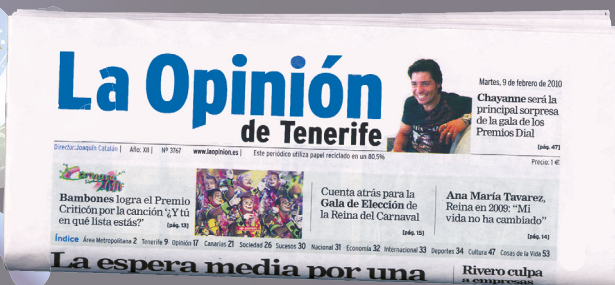 La Opinión
de Tenerife
Martes, 9 de febrero de 2010
Chayanne será la
principal sorpresa
de la gala de los
Premios Dial
[pág. 47]
Director: Joaquín Catalán | Año: XII | Nº 3767 www.laopinion.es | Este periódico utiliza papel reciclado en un 80,5%
Precio: 1 €
Carnaval
2010
Bambones logra el Premio
Criticón por la canción ‘¿Y tú
en qué lista estás?’ [pág. 13]
Cuenta atrás para la
Gala de Elección de
la Reina del Carnaval
[pág. 15]
Ana María Tavarez,
Reina en 2009: “Mi
vida no ha cambiado”
[pág. 14]
Índice Área Metropolitana 2 Tenerife 9 Opinión 17 Canarias 21 Sociedad 26 Sucesos 30 Nacional 31 Economía 32 Internacional 33 Deportes 34 Cultura 47 Cosas de la Vida 53
La espera media por una
Rivero culpa
a empresas